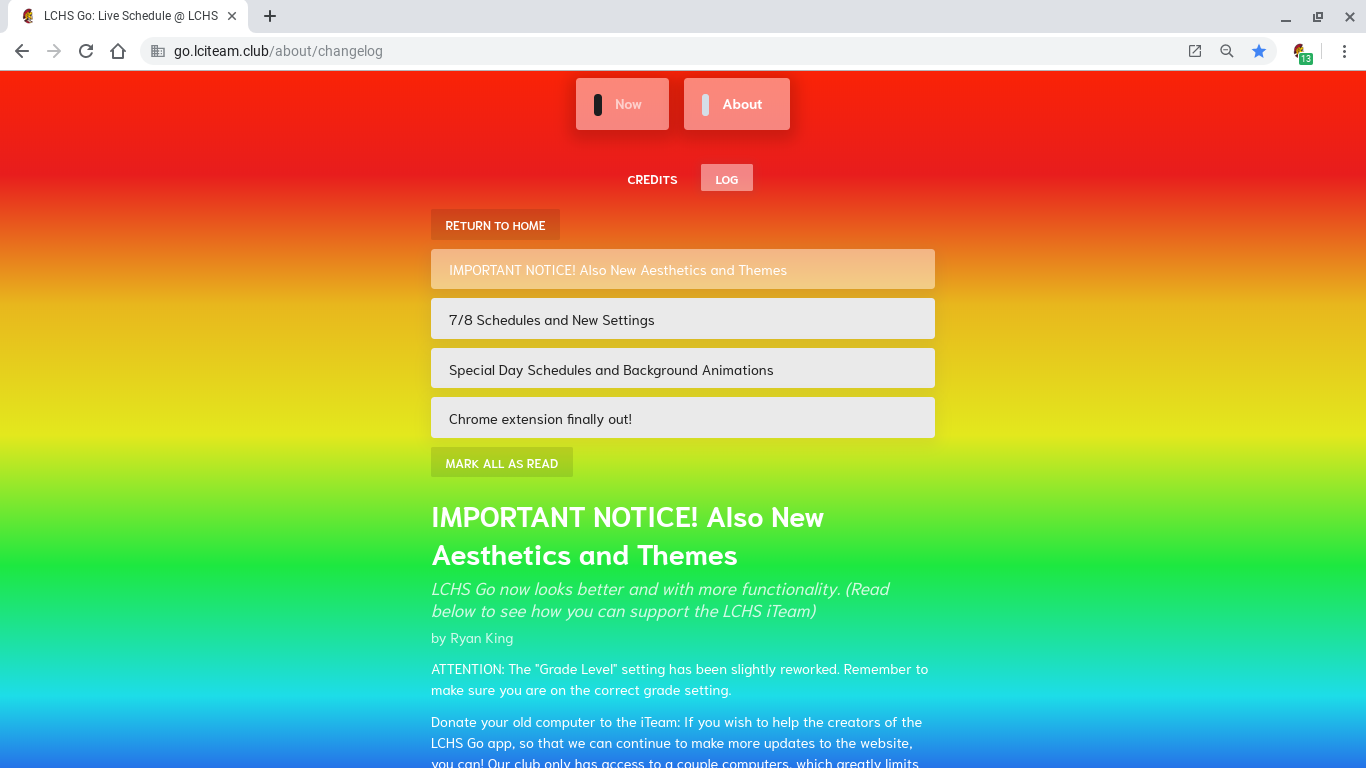 LCHS Go: Live Schedule @ LCHS
go.lciteam.club/about/changelog
13
Now
About
CREDITS
LOG
RETURN TO HOME
IMPORTANT NOTICE! Also New Aesthetics and Themes
7/8 Schedules and New Settings
Special Day Schedules and Background Animations
Chrome extension finally out!
MARK ALL AS READ
IMPORTANT NOTICE! Also New
Aesthetics and Themes
LCHS Go now looks better and with more functionality. (Read
below to see how you can support the LCHS iTeam)
by Ryan King
ATTENTION: The "Grade Level" setting has been slightly reworked. Remember to
make sure you are on the correct grade setting.
Donate your old computer to the iTeam: If you wish to help the creators of the
LCHS Go app, so that we can continue to make more updates to the website,
you can! Our club only has access to a couple computers, which greatly limits